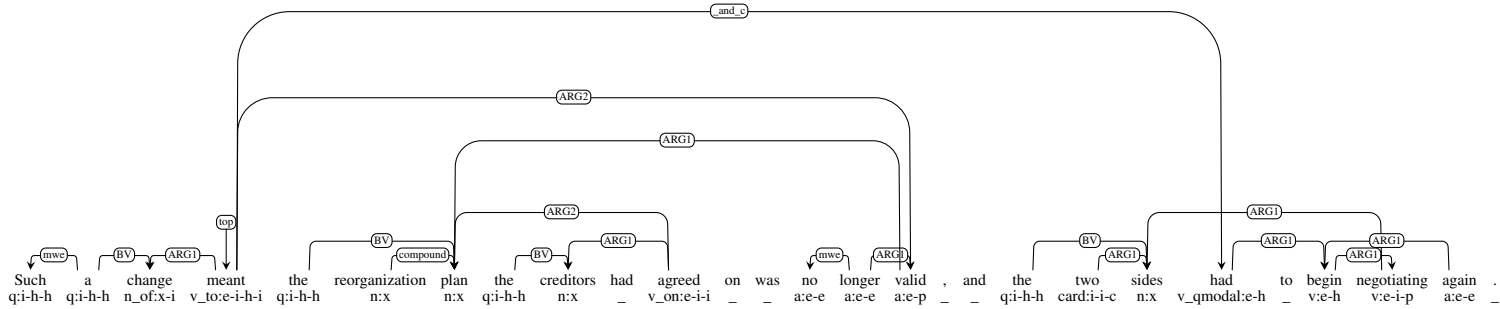 _and_c
ARG2
ARG1
top ARG2 ARG1
mwe BV ARG1 BV compound BV ARG1 mwe ARG1 BV ARG1 ARG1 ARG1 ARG1
Such a change meant the reorganization plan the creditors had agreed on was no longer valid , and the two sides had to begin negotiating again .
q:i-h-h q:i-h-h n_of:x-i v_to:e-i-h-i q:i-h-h n:x n:x q:i-h-h n:x _ v_on:e-i-i _ _ a:e-e a:e-e a:e-p _ _ q:i-h-h card:i-i-c n:x v_qmodal:e-h _ v:e-h v:e-i-p a:e-e _